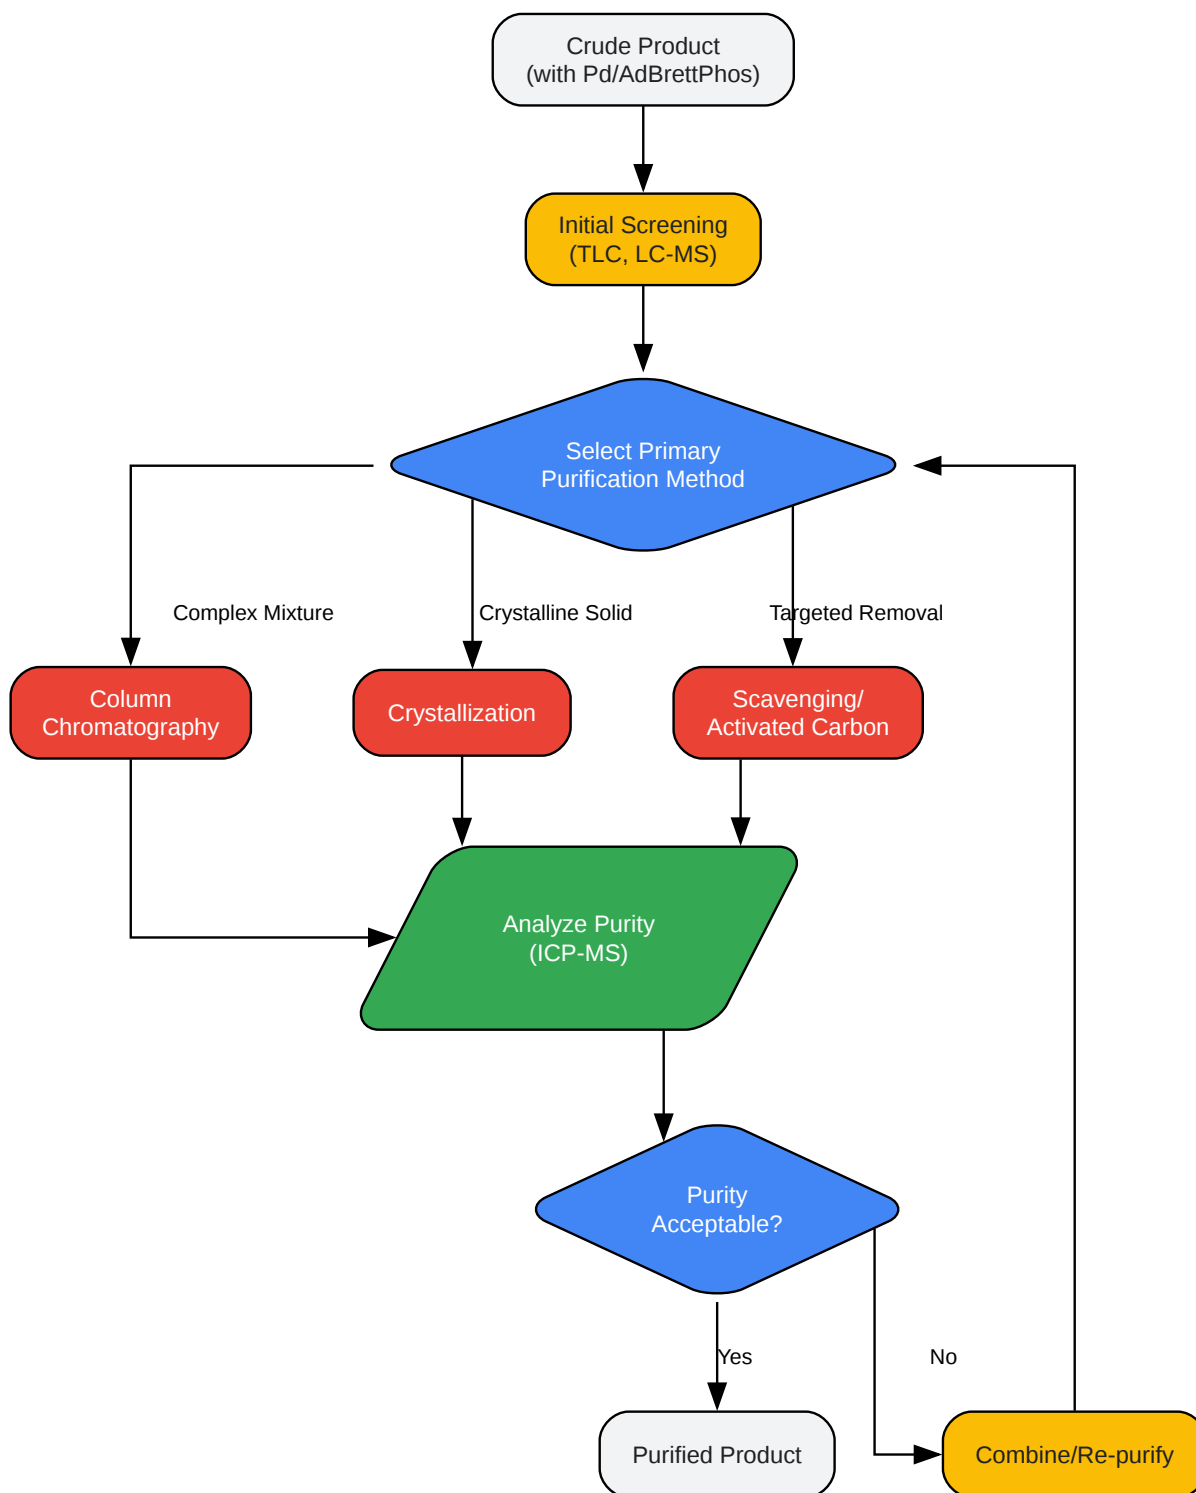 Crude Product
(with Pd/AdBrettPhos)
Initial Screening
(TLC, LC-MS)
Select Primary
Purification Method
Complex Mixture
Crystalline Solid
Targeted Removal
Column
Chromatography
Crystallization
Scavenging/
Activated Carbon
Analyze Purity
(ICP-MS)
Purity
Acceptable?
Yes
No
Purified Product
Combine/Re-purify